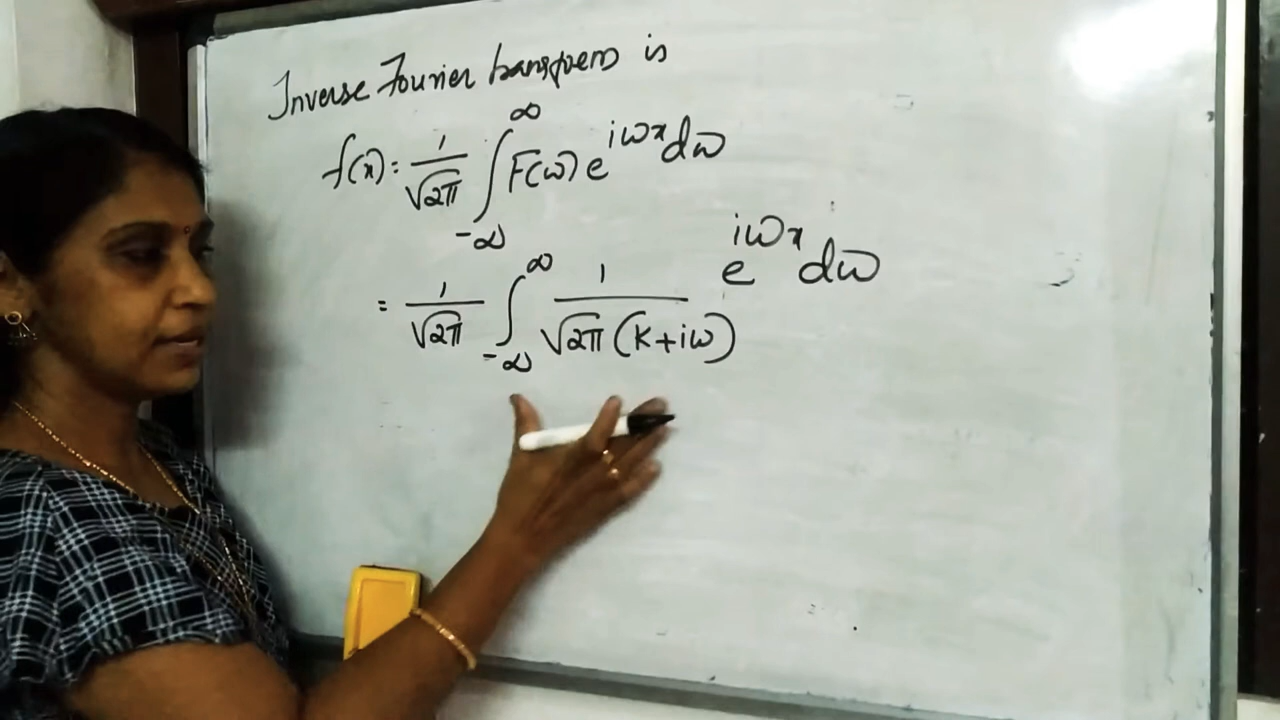 Inverse Fourier transform is
f(x) = 1/√2π ∫_{-∞}^{∞} F(ω) e^{iωx} dω
= 1/√2π ∫_{-∞}^{∞} 1/√2π (K+iω) e^{iωx} dω